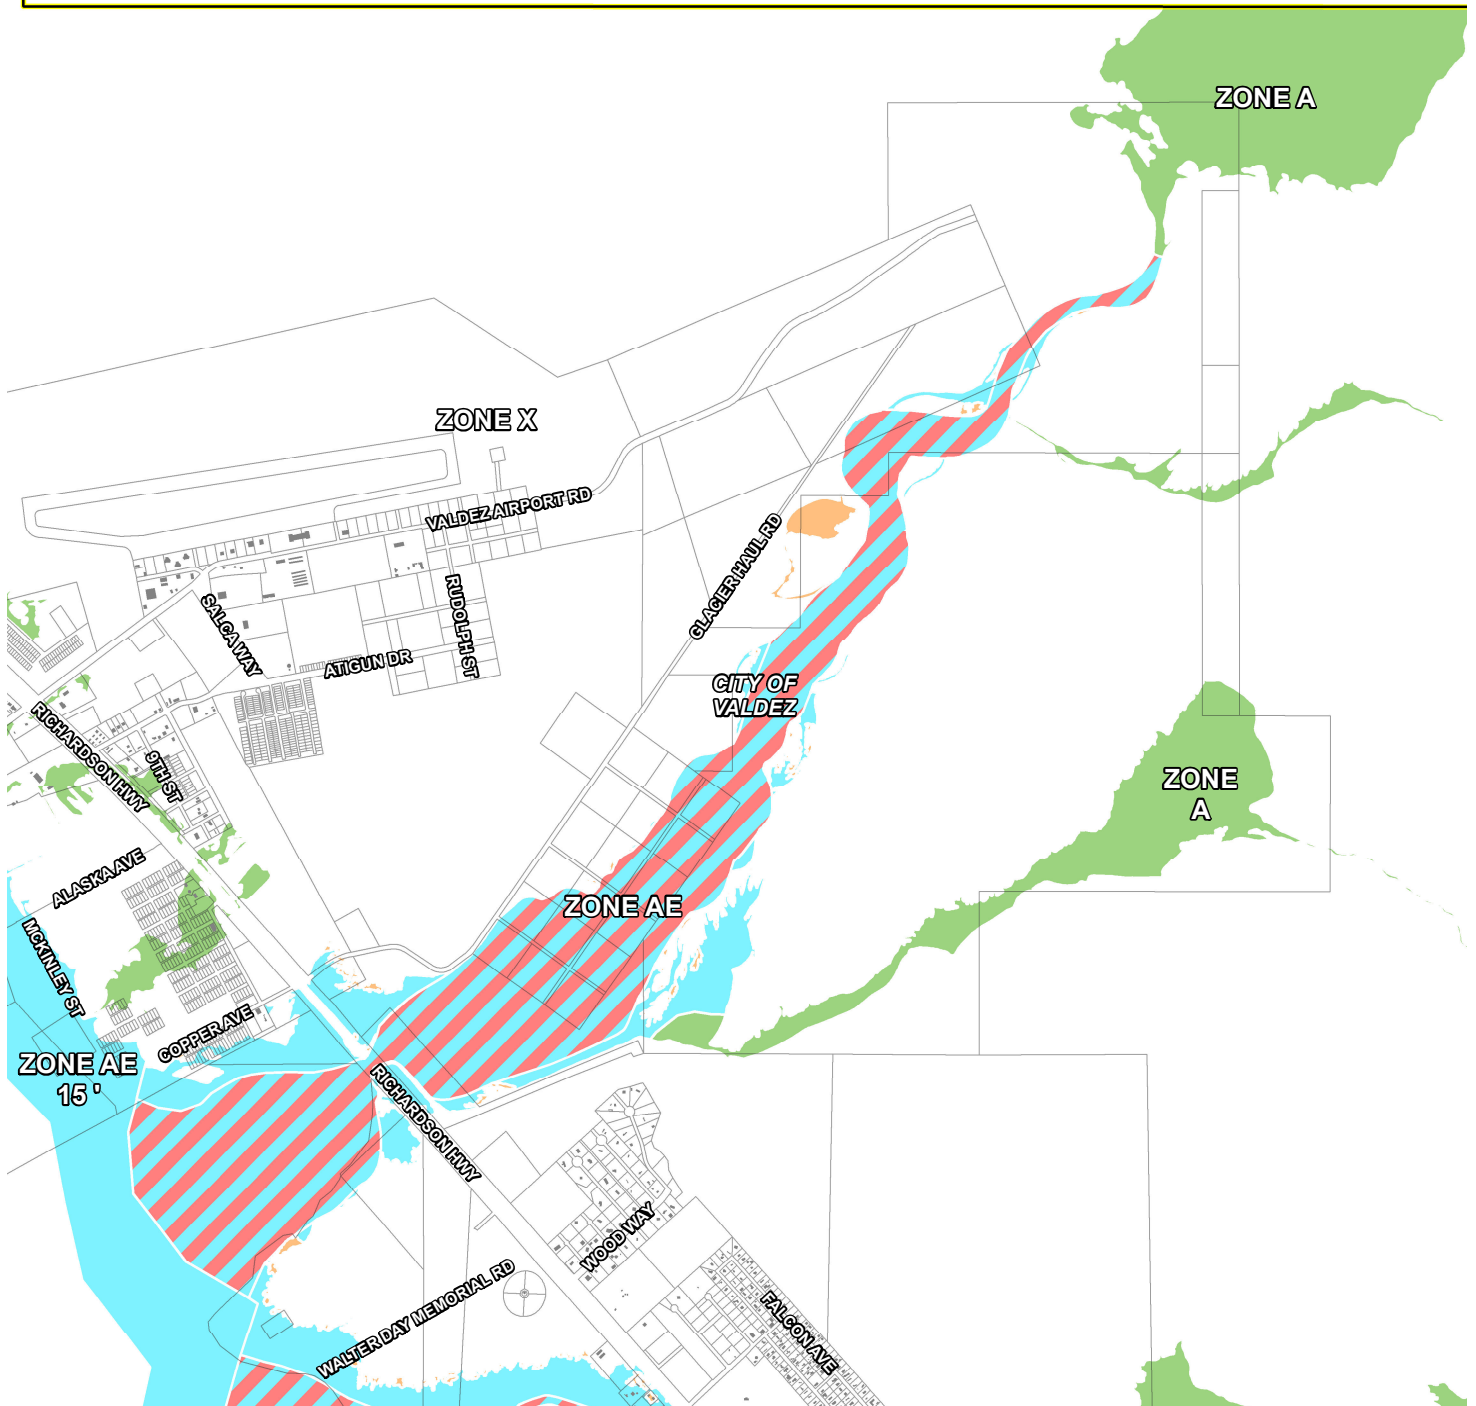 ZONE A
ZONE X
VALDEZ AIRPORT RD
GLACIER HAUL RD
RUDOLPH ST
SALCA WAY
ATIGUN DR
CITY OF
VALDEZ
RICHARDSON HWY
9TH ST
ZONE
A
ALASKA AVE
ZONE AE
MCKINLEY ST
COPPER AVE
ZONE AE
15 '
RICHARDSON HWY
WOOD WAY
WALTER DAY MEMORIAL RD
FALCON AVE